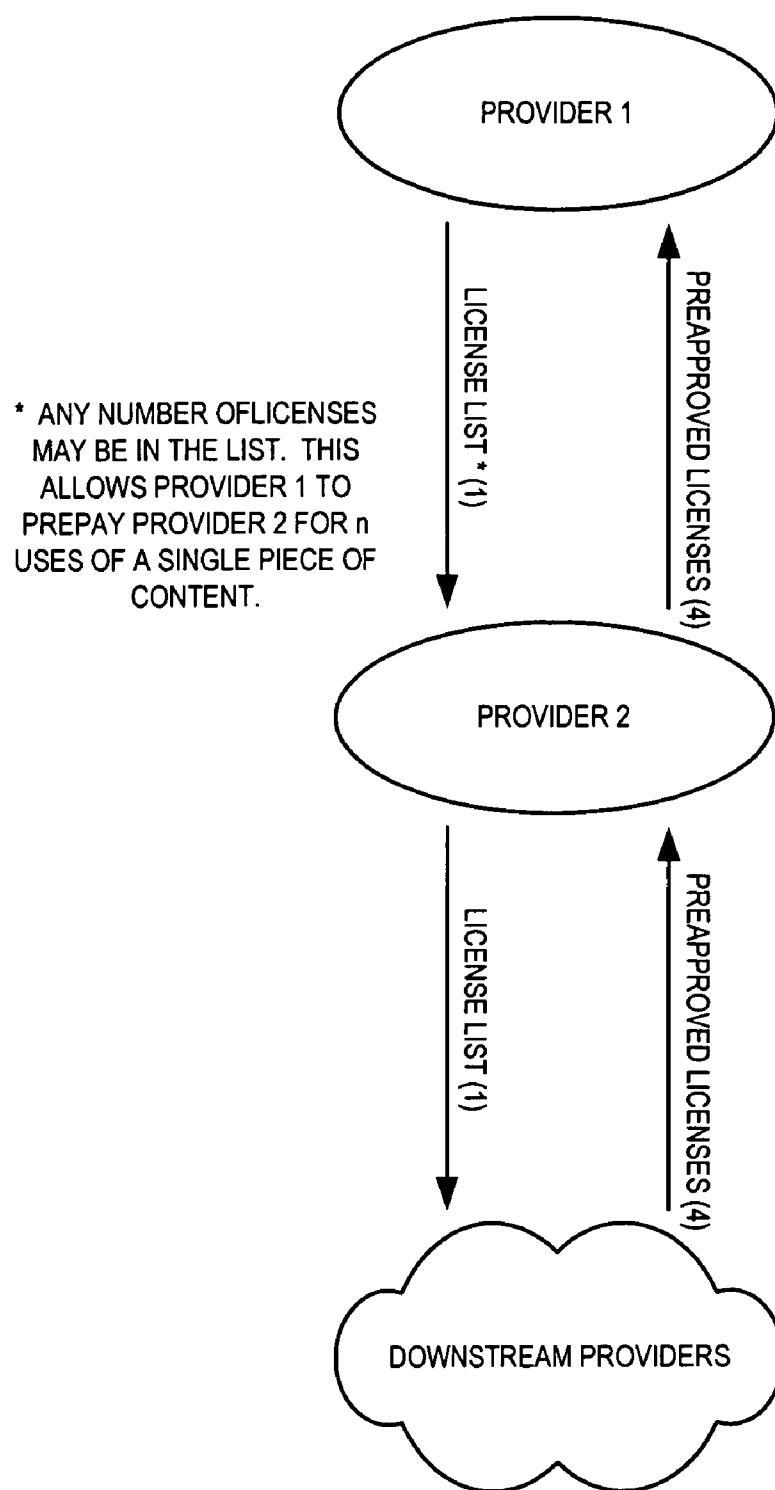 PROVIDER 1
LICENSE LIST * (1)
PREAPPROVED LICENSES (4)
* ANY NUMBER OFLICENSES
MAY BE IN THE LIST. THIS
ALLOWS PROVIDER 1 TO
PREPAY PROVIDER 2 FOR n
USES OF A SINGLE PIECE OF
CONTENT.
PROVIDER 2
LICENSE LIST (1)
PREAPPROVED LICENSES (4)
DOWNSTREAM PROVIDERS